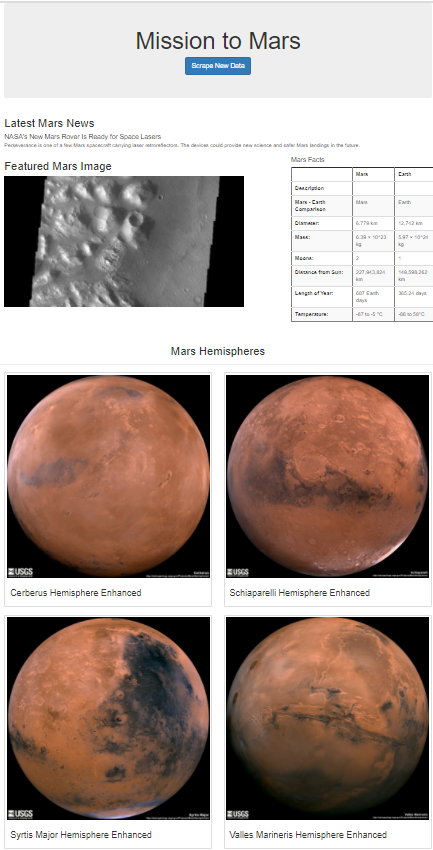 Mission to Mars
Scrape New Data
Latest Mars News
NASA's New Mars Rover Is Ready for Space Lasers
Perseverance is one of few Mars spacecraft carrying laser retroreflectors. The devices could provide new science and safer Mars landings in the future.
Featured Mars Image
Mars Facts
Mars Earth
Description
Mars - Earth Comparison Mars Earth
Diameter: 6,779 km 12,742 km
Mass: 6.39 × 10^23 kg 5.97 × 10^24 kg
Moons: 2 1
Distance from Sun: 227,943,824 km 149,598,262 km
Length of Year: 687 Earth days 365.24 days
Temperature: -87 to -5 °C -88 to 58°C
Mars Hemispheres
USGS
Cerberus
USGS
Schiaparelli
Cerberus Hemisphere Enhanced
Schiaparelli Hemisphere Enhanced
USGS
Syrtis Major
USGS
Valles Marineris
Syrtis Major Hemisphere Enhanced
Valles Marineris Hemisphere Enhanced